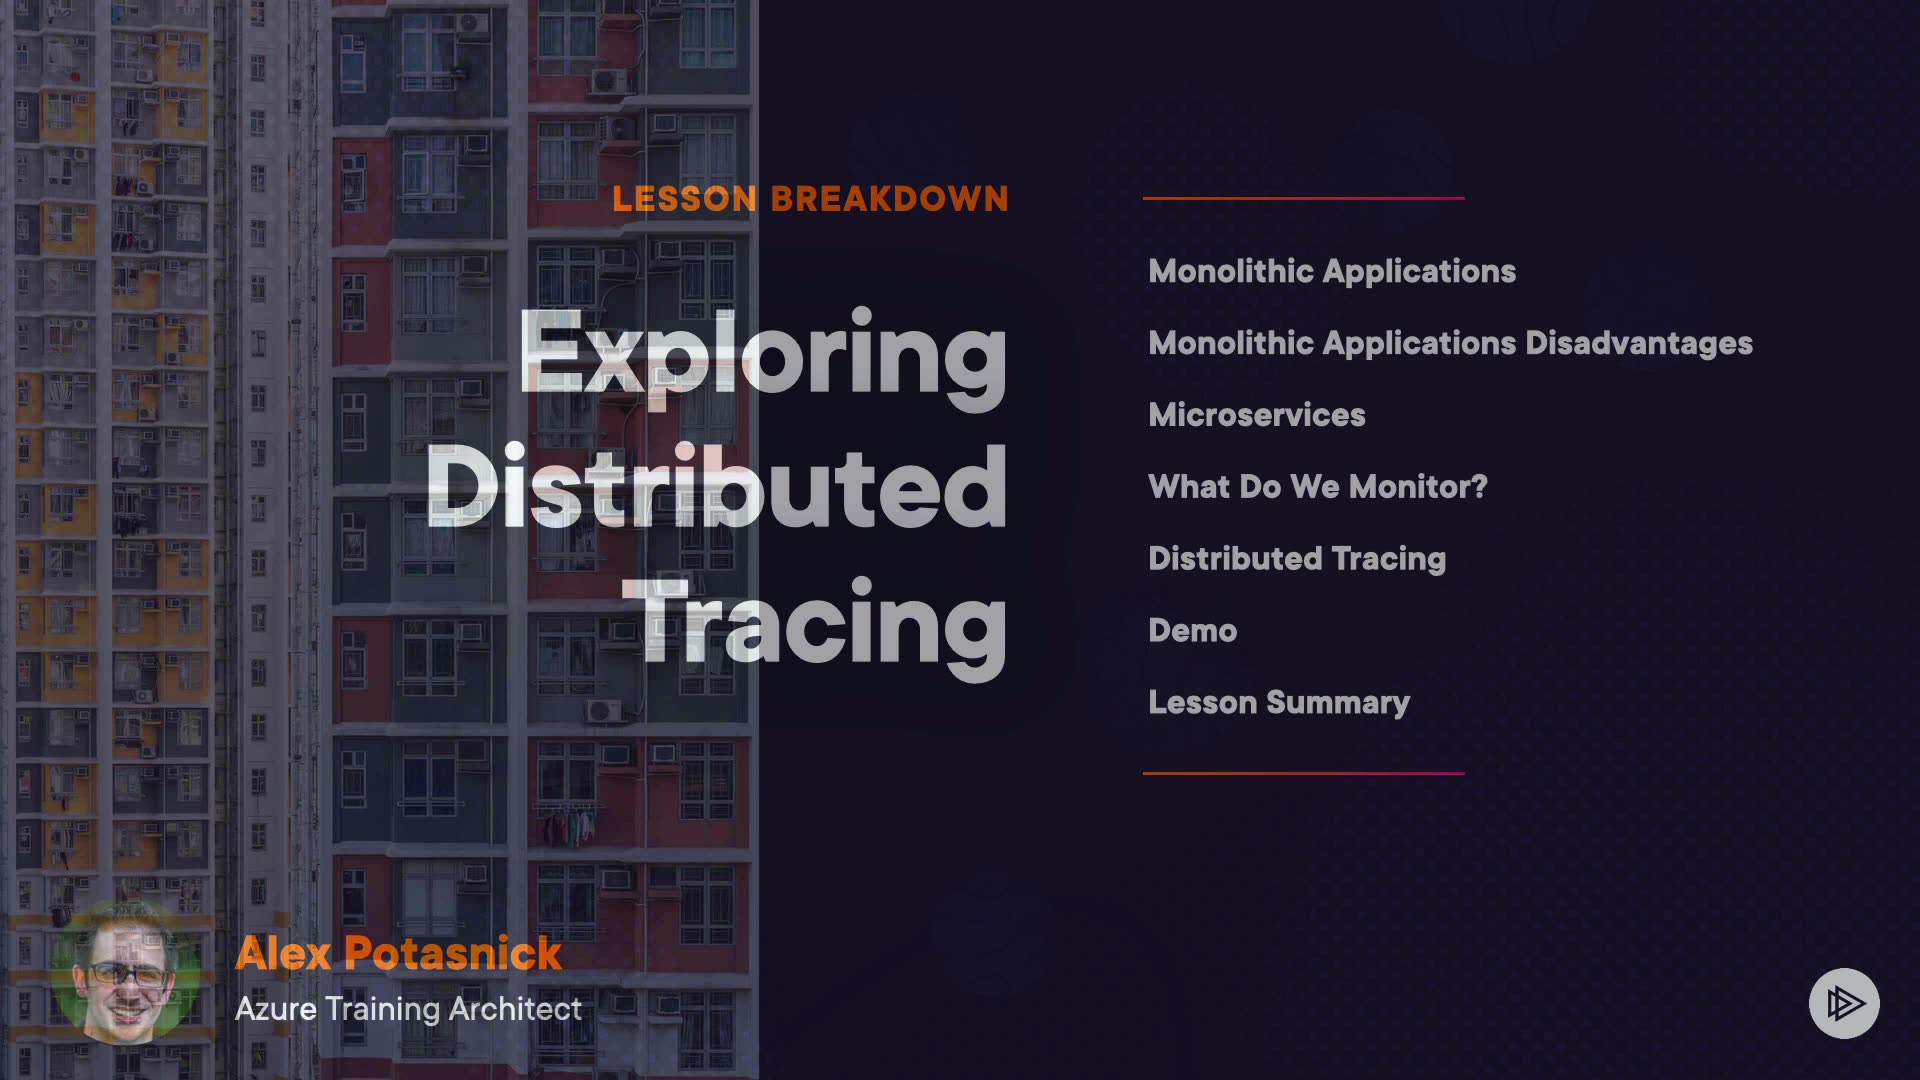 LESSON BREAKDOWN
Exploring
Distributed
Tracing
Monolithic Applications
Monolithic Applications Disadvantages
Microservices
What Do We Monitor?
Distributed Tracing
Demo
Lesson Summary
Alex Potasnick
Azure Training Architect